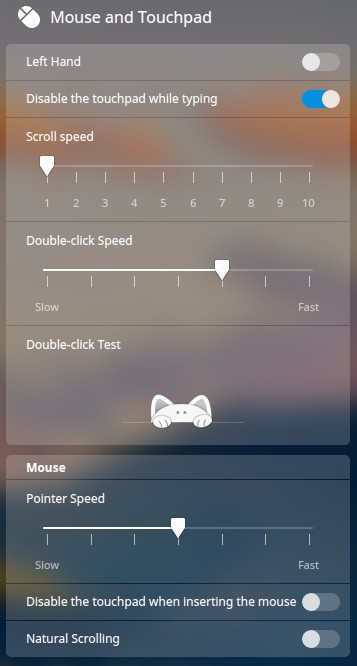 Mouse and Touchpad
Left Hand
Disable the touchpad while typing
Scroll speed
1 2 3 4 5 6 7 8 9 10
Double-click Speed
Slow Fast
Double-click Test
Mouse
Pointer Speed
Slow Fast
Disable the touchpad when inserting the mouse
Natural Scrolling